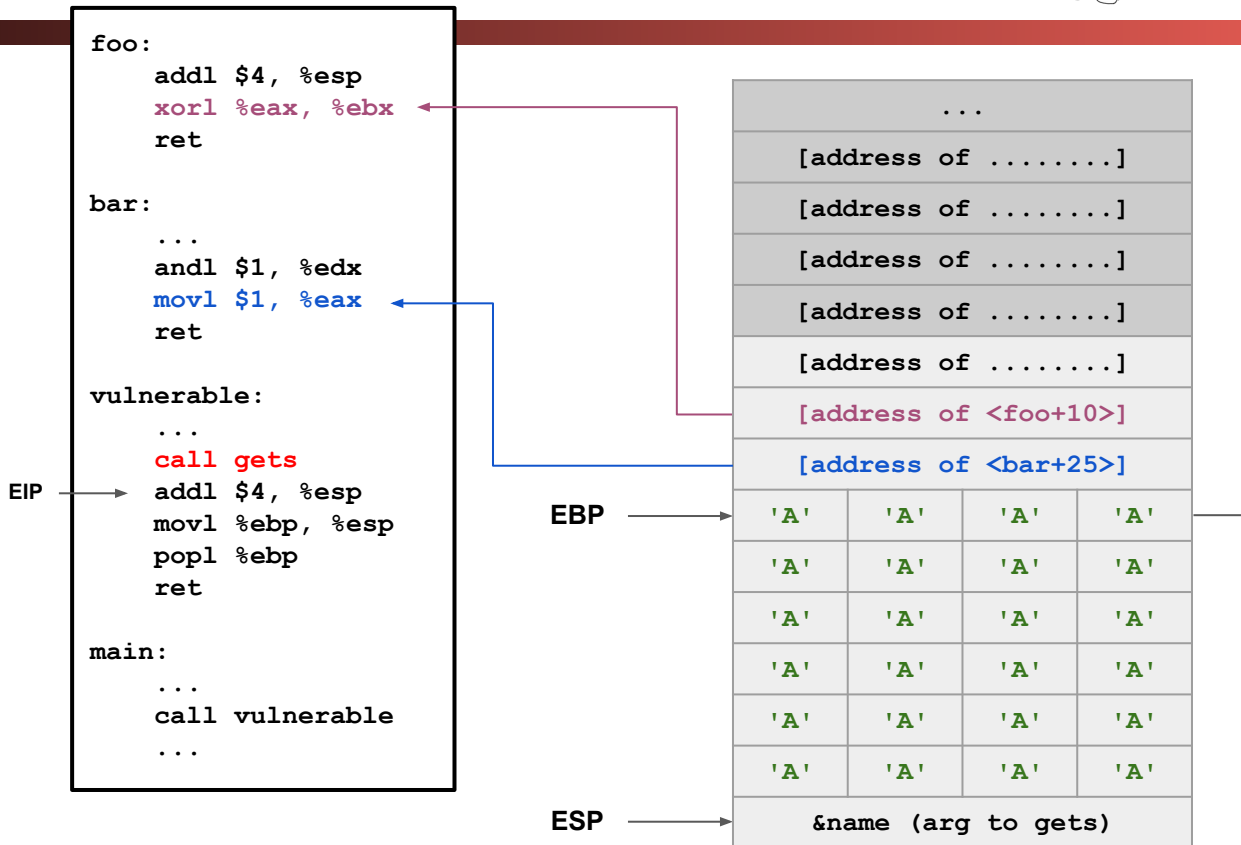 foo:
addl $4, %esp
xorl %eax, %ebx
ret
bar:
...
andl $1, %edx
movl $1, %eax
ret
vulnerable:
...
call gets
addl $4, %esp
movl %ebp, %esp
popl %ebp
ret
main:
...
call vulnerable
...
EIP
EBP
ESP
...
[address of ........]
[address of ........]
[address of ........]
[address of ........]
[address of ........]
[address of <foo+10>]
[address of <bar+25>]
'A' 'A' 'A' 'A'
'A' 'A' 'A' 'A'
'A' 'A' 'A' 'A'
'A' 'A' 'A' 'A'
'A' 'A' 'A' 'A'
'A' 'A' 'A' 'A'
&name (arg to gets)